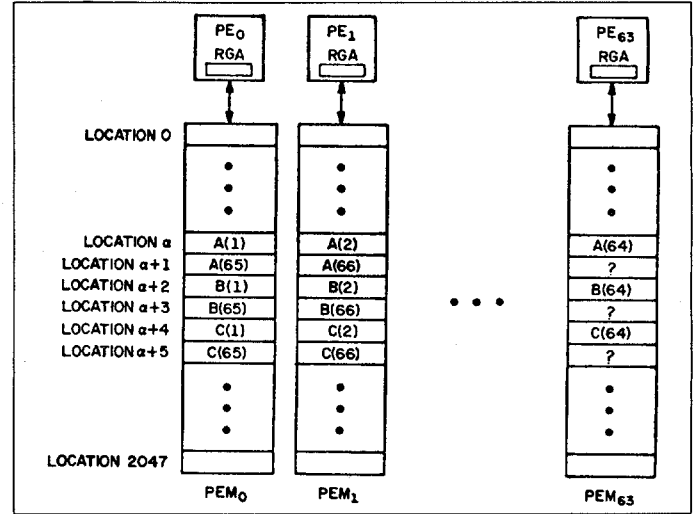 PE0 PE1 PE63
RGA RGA RGA
LOCATION 0
LOCATION α A(1) A(2) A(64)
LOCATION α+1 A(65) A(66) ?
LOCATION α+2 B(1) B(2) B(64)
LOCATION α+3 B(65) B(66) ?
LOCATION α+4 C(1) C(2) C(64)
LOCATION α+5 C(65) C(66) ?
LOCATION 2047
PEM0 PEM1 PEM63